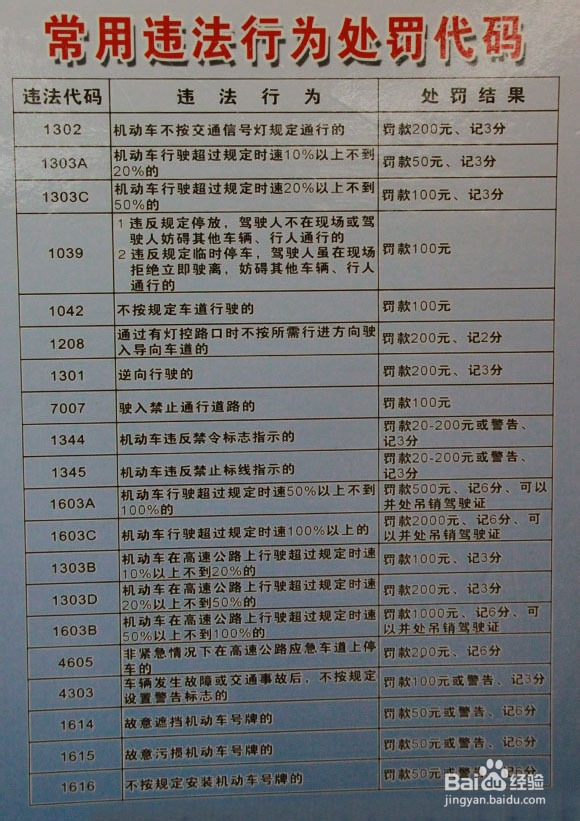 常用违法行为处罚代码
违法代码 违法行为 处罚结果
1302 机动车不按交通信号灯规定通行的 罚款200元、记3分
1303A 机动车行驶超过规定时速10%以上不到 罚款50元、记3分
20%的
1303C 机动车行驶超过规定时速20%以上不到 罚款100元、记3分
50%的
1039 1 违反规定停放，驾驶人不在现场或驾 罚款100元
驶人妨碍其他车辆、行人通行的
2 违反规定临时停车，驾驶人虽在现场
拒绝立即驶离，妨碍其他车辆、行人
通行的
1042 不按规定车道行驶的 罚款100元
1208 通过有灯控路口时不按所需行进方向驶 罚款200元、记2分
入导向车道的
1301 逆向行驶的 罚款200元、记3分
7007 驶入禁止通行道路的 罚款100元
1344 机动车违反禁令标志指示的 罚款20-200元或警告、
记3分
1345 机动车违反禁止标线指示的 罚款20-200元或警告、
记3分
1603A 机动车行驶超过规定时速50%以上不到 罚款500元、记6分、可以
100%的 并处吊销驾驶证
1603C 机动车行驶超过规定时速100%以上的 罚款2000元、记6分、可
以并处吊销驾驶证
1303B 机动车在高速公路上行驶超过规定时速 罚款100元、记3分
10%以上不到20%的
1303D 机动车在高速公路上行驶超过规定时速 罚款200元、记3分
20%以上不到50%的
1603B 机动车在高速公路上行驶超过规定时速 罚款1000元、记6分、可
50%以上不到100%的 以并处吊销驾驶证
4605 非紧急情况下在高速公路应急车道上停 罚款200元、记6分
车的
4303 车辆发生故障或交通事故后，不按规定 罚款100元或警告、记3分
设置警告标志的
1614 故意遮挡机动车号牌的 罚款50元或警告、记6分
1615 故意污损机动车号牌的 罚款50元或警告、记6分
1616 不按规定安装机动车号牌的 罚款50元或警告、记6分
Baidu经验
jingyan.baidu.com